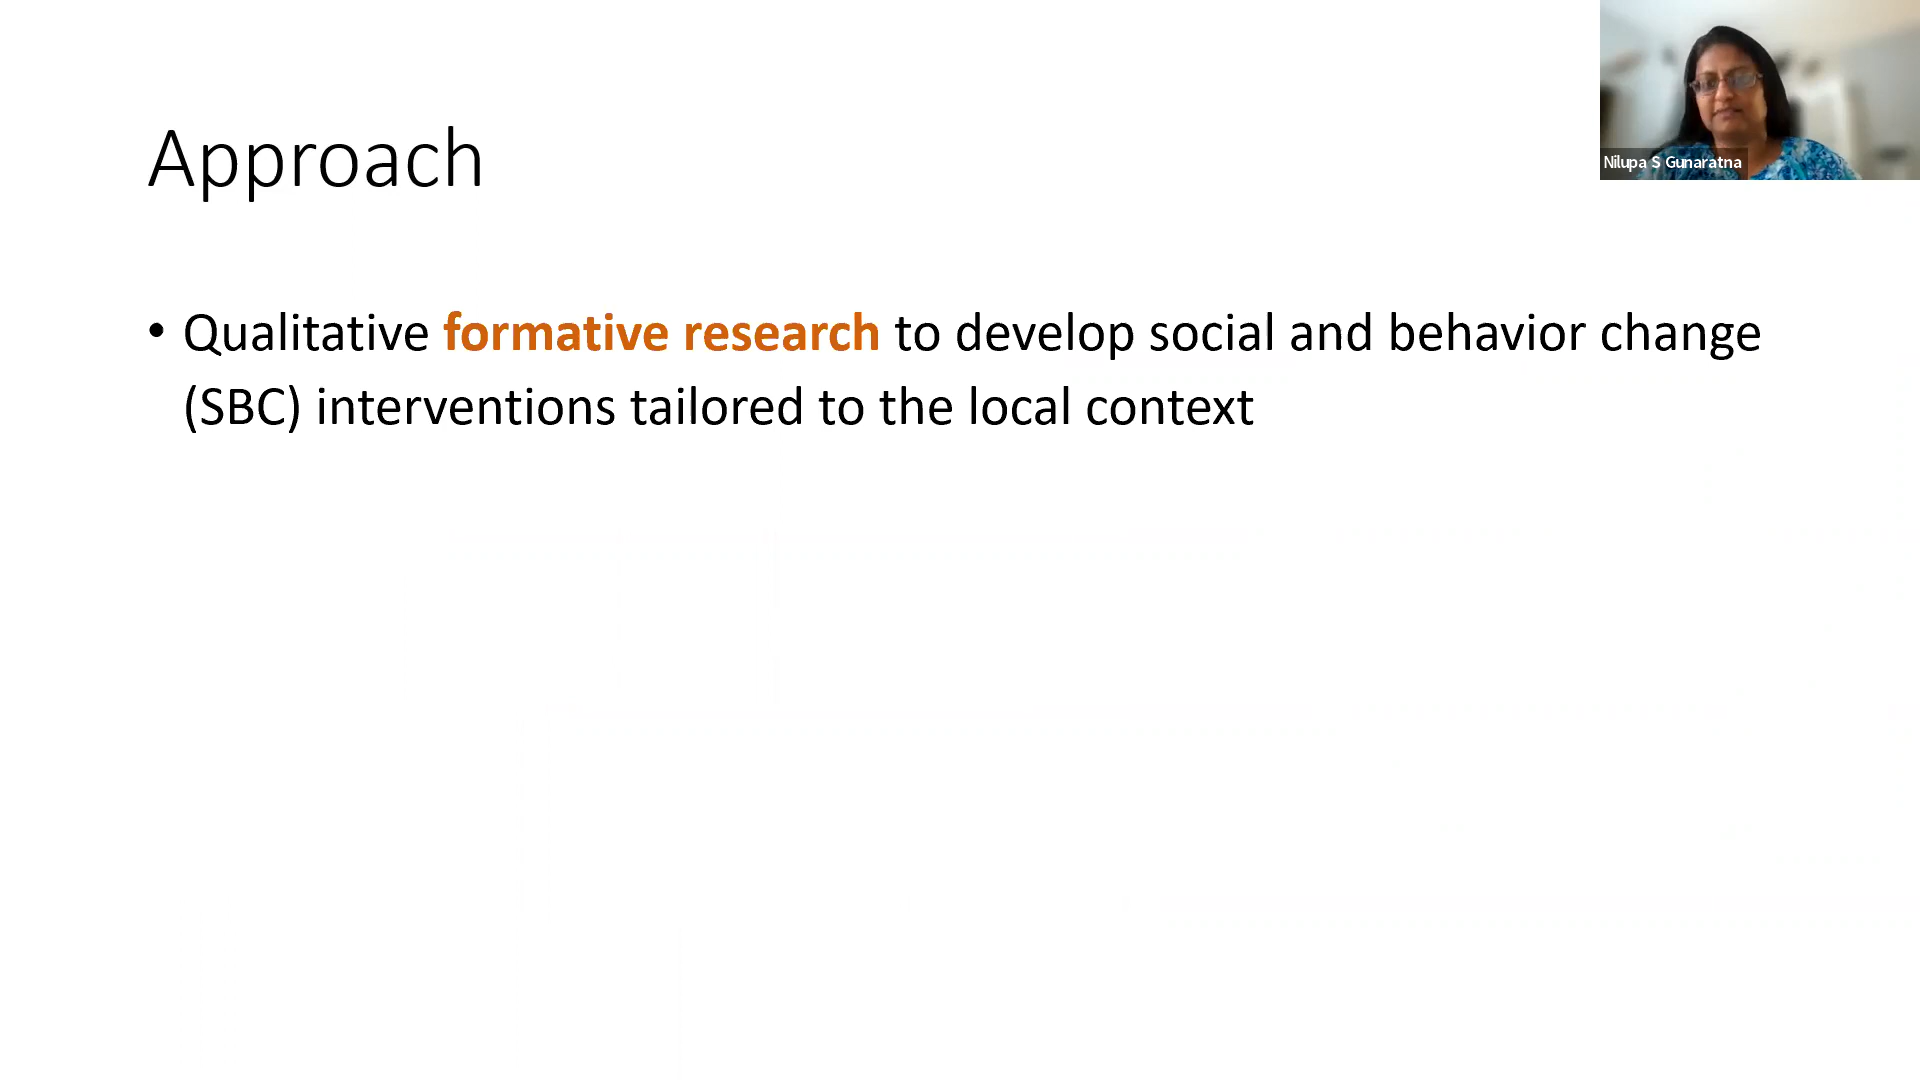 Approach
• Qualitative formative research to develop social and behavior change
(SBC) interventions tailored to the local context
Nilupa S Gunaratna